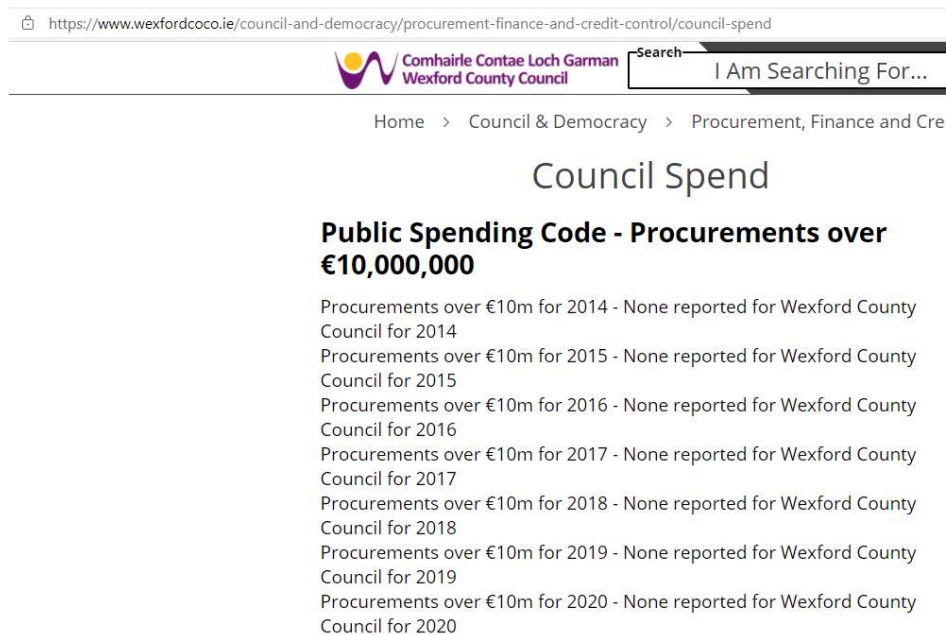 https://www.wexfordcoco.ie/council-and-democracy/procurement-finance-and-credit-control/council-spend
Comhairle Contae Loch Garman
Wexford County Council
Search
I Am Searching For...
Home > Council & Democracy > Procurement, Finance and Cre
Council Spend
Public Spending Code - Procurements over
€10,000,000
Procurements over €10m for 2014 - None reported for Wexford County
Council for 2014
Procurements over €10m for 2015 - None reported for Wexford County
Council for 2015
Procurements over €10m for 2016 - None reported for Wexford County
Council for 2016
Procurements over €10m for 2017 - None reported for Wexford County
Council for 2017
Procurements over €10m for 2018 - None reported for Wexford County
Council for 2018
Procurements over €10m for 2019 - None reported for Wexford County
Council for 2019
Procurements over €10m for 2020 - None reported for Wexford County
Council for 2020